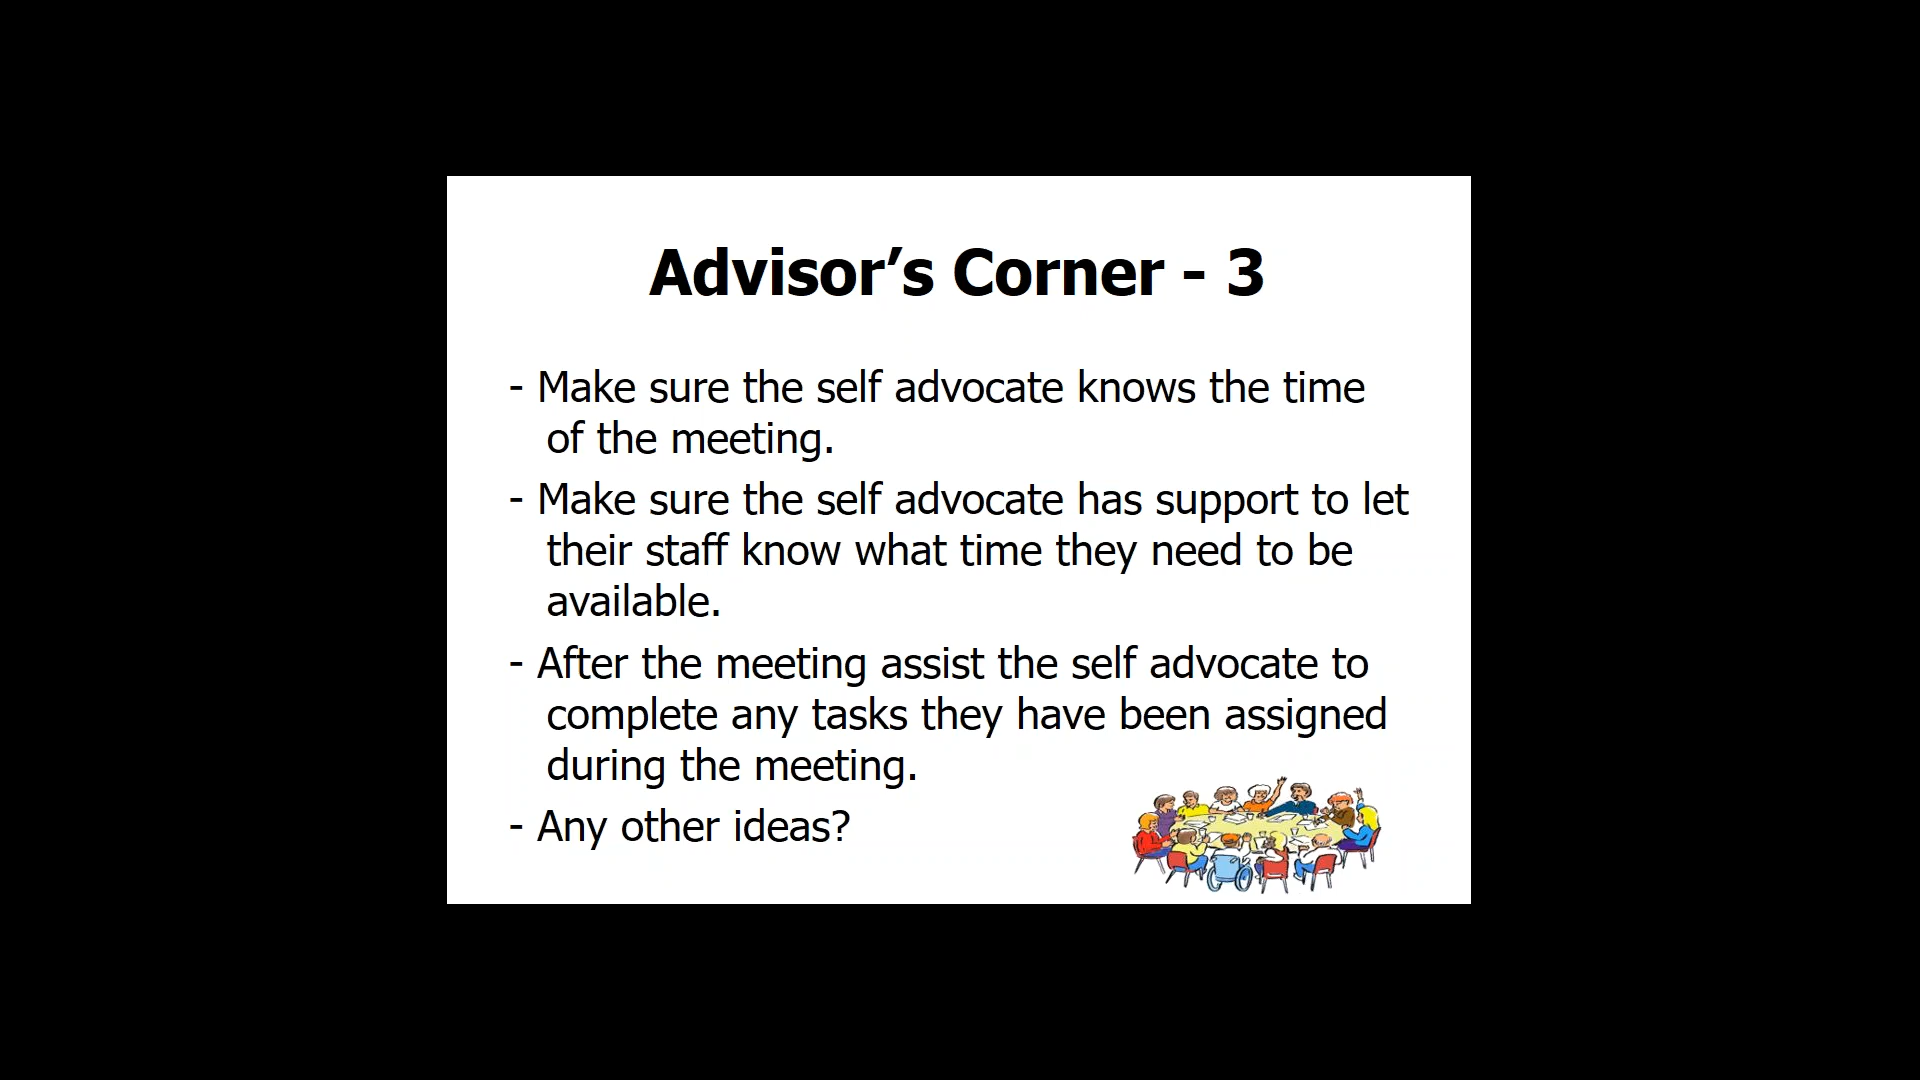 Advisor’s Corner - 3
- Make sure the self advocate knows the time
of the meeting.
- Make sure the self advocate has support to let
their staff know what time they need to be
available.
- After the meeting assist the self advocate to
complete any tasks they have been assigned
during the meeting.
- Any other ideas?